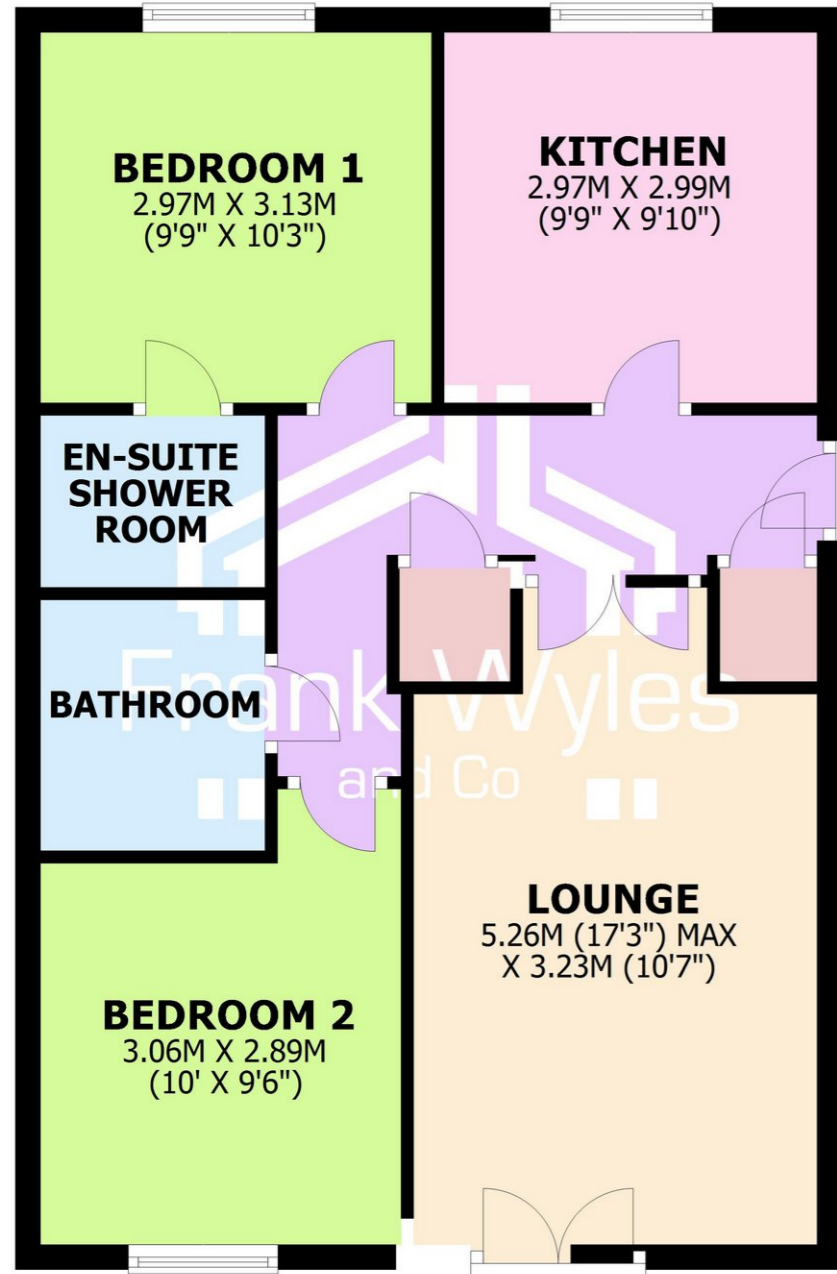 BEDROOM 1
2.97M X 3.13M
(9'9" X 10'3")
KITCHEN
2.97M X 2.99M
(9'9" X 9'10")
EN-SUITE
SHOWER
ROOM
BATHROOM
Frank Wyles
and Co
LOUNGE
5.26M (17'3") MAX
X 3.23M (10'7")
BEDROOM 2
3.06M X 2.89M
(10' X 9'6")